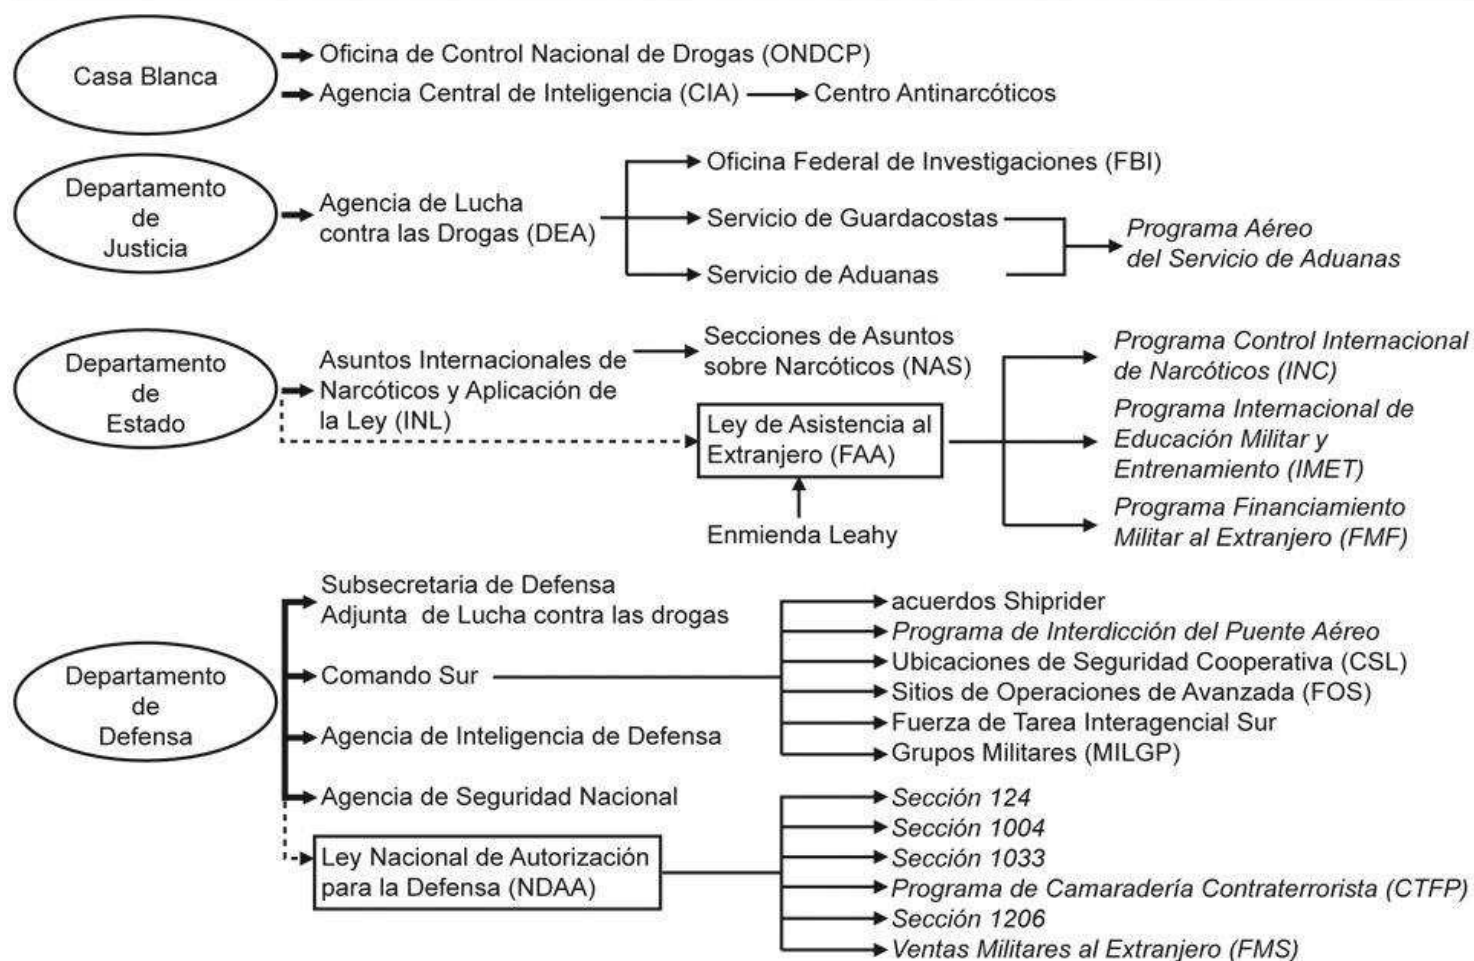 Casa Blanca
Oficina de Control Nacional de Drogas (ONDCP)
Agencia Central de Inteligencia (CIA)
Centro Antinarcóticos
Departamento
de
Justicia
Agencia de Lucha
contra las Drogas (DEA)
Oficina Federal de Investigaciones (FBI)
Servicio de Guardacostas
Servicio de Aduanas
Programa Aéreo
del Servicio de Aduanas
Departamento
de
Estado
Asuntos Internacionales de
Narcóticos y Aplicación de
la Ley (INL)
Secciones de Asuntos
sobre Narcóticos (NAS)
Ley de Asistencia al
Extranjero (FAA)
Enmienda Leahy
Programa Control Internacional
de Narcóticos (INC)
Programa Internacional de
Educación Militar y
Entrenamiento (IMET)
Programa Financiamiento
Militar al Extranjero (FMF)
Departamento
de
Defensa
Subsecretaria de Defensa
Adjunta de Lucha contra las drogas
Comando Sur
Agencia de Inteligencia de Defensa
Agencia de Seguridad Nacional
Ley Nacional de Autorización
para la Defensa (NDAA)
acuerdos Shiprider
Programa de Interdicción del Puente Aéreo
Ubicaciones de Seguridad Cooperativa (CSL)
Sitios de Operaciones de Avanzada (FOS)
Fuerza de Tarea Interagencial Sur
Grupos Militares (MILGP)
Sección 124
Sección 1004
Sección 1033
Programa de Camaradería Contraterrorista (CTFP)
Sección 1206
Ventas Militares al Extranjero (FMS)